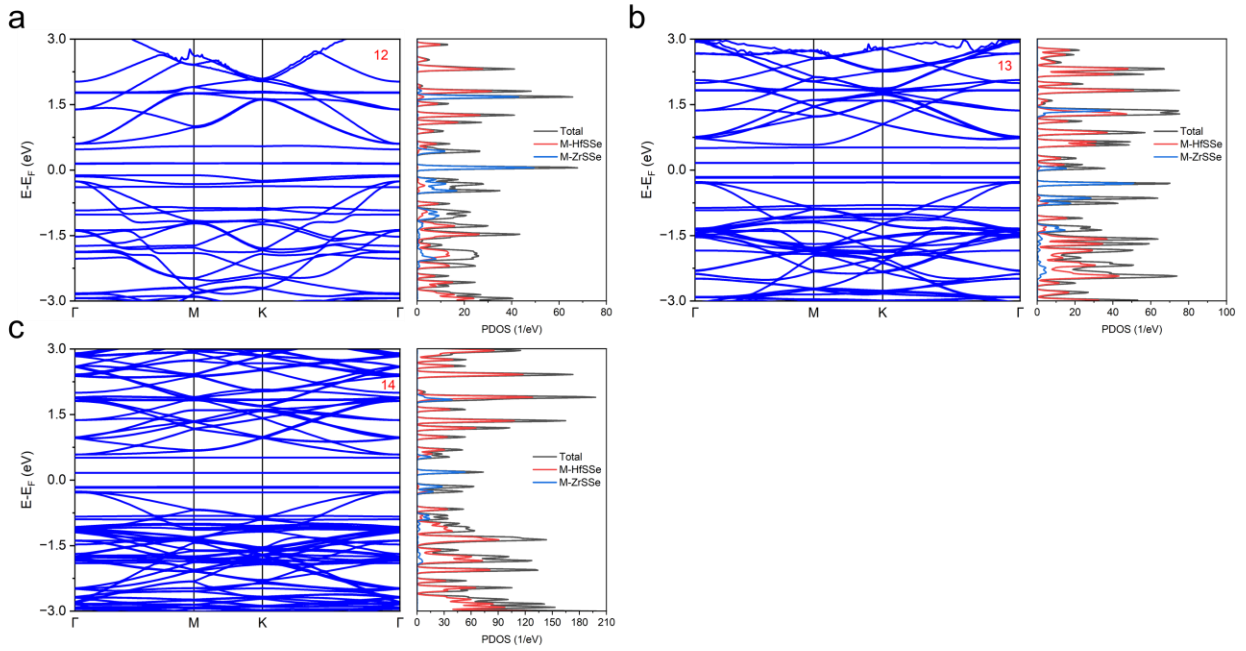 a
12
3.0
1.5
0.0
−1.5
−3.0
E-E_F (eV)
Γ M K Γ
Total
M-HfSSe
M-ZrSSe
0 20 40 60 80
PDOS (1/eV)
b
13
3.0
1.5
0.0
−1.5
−3.0
E-E_F (eV)
Γ M K Γ
Total
M-HfSSe
M-ZrSSe
0 20 40 60 80 100
PDOS (1/eV)
c
14
3.0
1.5
0.0
−1.5
−3.0
E-E_F (eV)
Γ M K Γ
Total
M-HfSSe
M-ZrSSe
0 30 60 90 120 150 180 210
PDOS (1/eV)